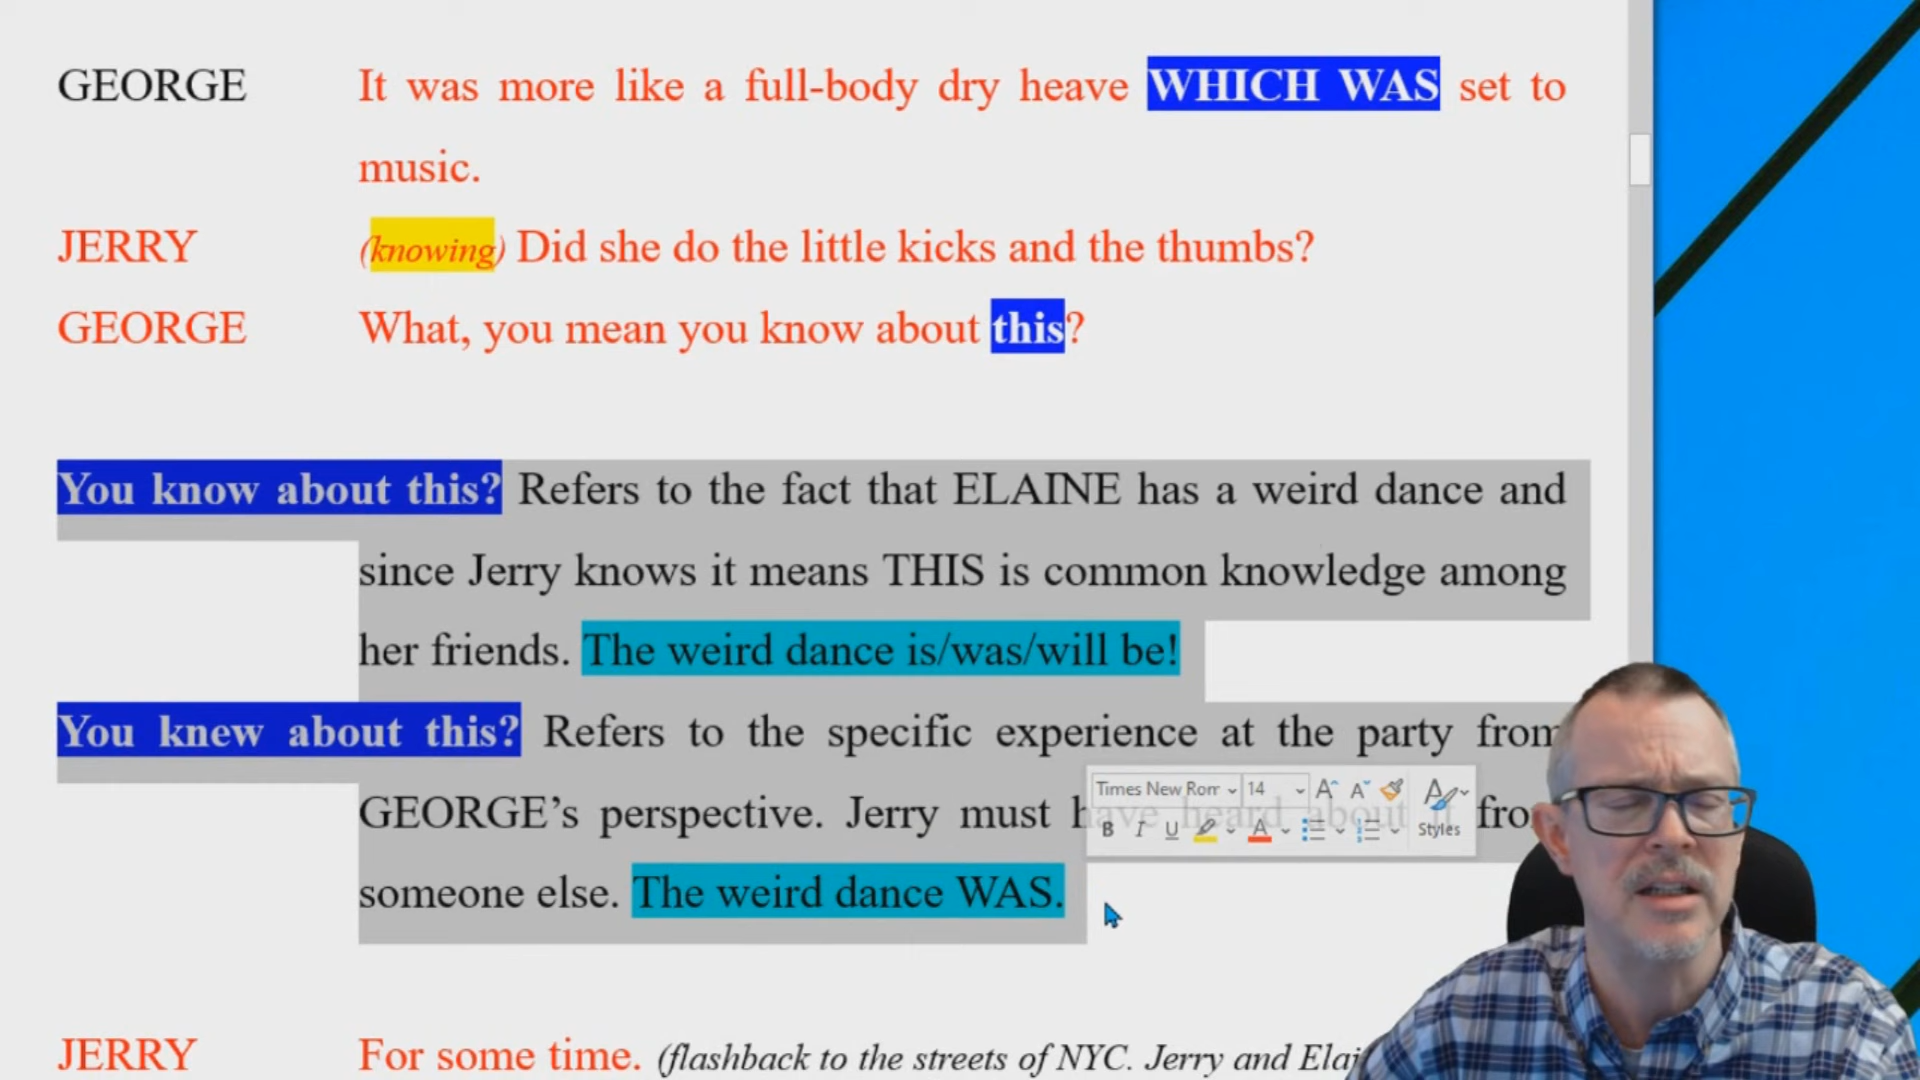 GEORGE It was more like a full-body dry heave WHICH WAS set to
music.
JERRY (knowing) Did she do the little kicks and the thumbs?
GEORGE What, you mean you know about this?
You know about this? Refers to the fact that ELAINE has a weird dance and
since Jerry knows it means THIS is common knowledge among
her friends. The weird dance is/was/will be!
You knew about this? Refers to the specific experience at the party from
Times New Rom 14
GEORGE’s perspective. Jerry must have heard about it from
B I U A Styles
someone else. The weird dance WAS.
JERRY For some time. (flashback to the streets of NYC. Jerry and